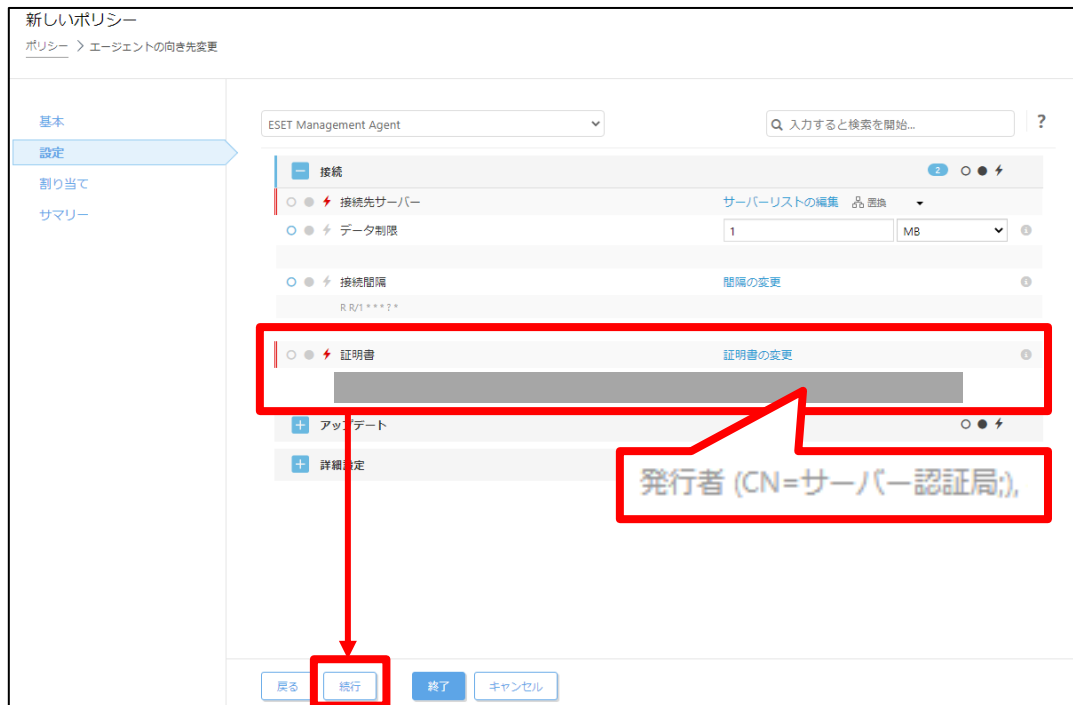 新しいポリシー
ポリシー > エージェントの向き先変更
基本
設定
割り当て
サマリー
ESET Management Agent
入力すると検索を開始...
?
接続
2
接続先サーバー
サーバーリストの編集 置換
データ制限
1
MB
接続間隔
間隔の変更
R R/1 * * * ? *
証明書
証明書の変更
アップデート
詳細設定
発行者 (CN=サーバー認証局;),
戻る
続行
終了
キャンセル